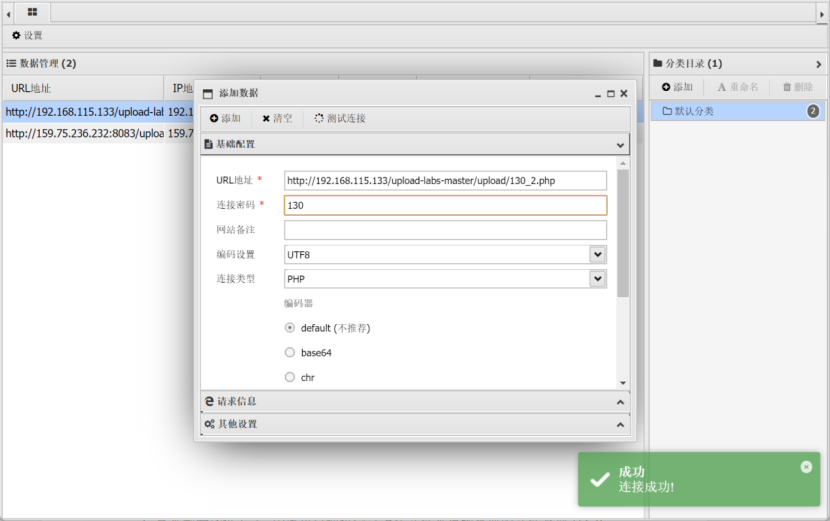 设置
数据管理 (2)
分类目录 (1)
URL地址 IP地
添加 重命名 删除
http://192.168.115.133/upload-lab 192.1
默认分类 2
http://159.75.236.232:8083/uploa 159.7
添加数据
添加 清空 测试连接
基础配置
URL地址 * http://192.168.115.133/upload-labs-master/upload/130_2.php
连接密码 * 130
网站备注
编码设置 UTF8
连接类型 PHP
编码器
default (不推荐)
base64
chr
请求信息
其他设置
成功
连接成功!